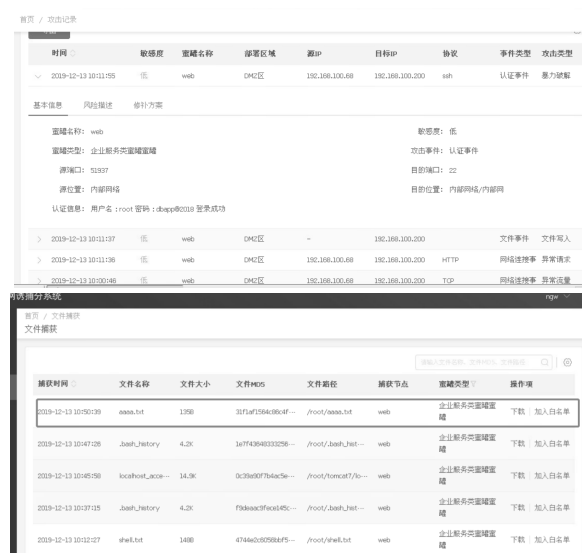 首页 / 攻击记录
时间 敏感度 蜜罐名称 部署区域 源IP 目标IP 协议 事件类型 攻击类型
2019-12-13 10:11:55 低 web DMZ区 192.168.100.68 192.168.100.200 ssh 认证事件 暴力破解
基本信息 风险描述 修补方案
蜜罐名称: web 敏感度: 低
蜜罐类型: 企业服务类蜜罐蜜罐 攻击事件: 认证事件
源端口: 51937 目的端口: 22
源位置: 内部网络 目的位置: 内部网络/内部网
认证信息: 用户名:root 密码:dbapp@2018 登录成功
2019-12-13 10:11:37 低 web DMZ区 - 192.168.100.200 文件事件 文件写入
2019-12-13 10:11:36 低 web DMZ区 192.168.100.68 192.168.100.200 HTTP 网络连接事 异常请求
2019-12-13 10:00:46 低 web DMZ区 192.168.100.68 192.168.100.200 TCP 网络连接事 异常流量
网诱捕分系统 ngw
首页 / 文件捕获
文件捕获
请输入文件名称、文件MD5、文件路径
捕获时间 文件名称 文件大小 文件MD5 文件路径 捕获节点 蜜罐类型 操作项
2019-12-13 10:50:39 aaaa.txt 135B 31f1af1564c86c4f··· /root/aaaa.txt web 企业服务类蜜罐蜜罐 下载 加入白名单
2019-12-13 10:47:28 .bash_history 4.2K 1e7f43648333256··· /root/.bash_hist··· web 企业服务类蜜罐蜜罐 下载 加入白名单
2019-12-13 10:45:58 localhost_acce··· 14.9K 0c39a90f7b4ac5e··· /root/tomcat7/lo··· web 企业服务类蜜罐蜜罐 下载 加入白名单
2019-12-13 10:37:15 .bash_history 4.2K f9deaac9fece145c··· /root/.bash_hist··· web 企业服务类蜜罐蜜罐 下载 加入白名单
2019-12-13 10:12:27 shell.txt 148B 4744e2c6056bbf5··· /root/shell.txt web 企业服务类蜜罐蜜罐 下载 加入白名单